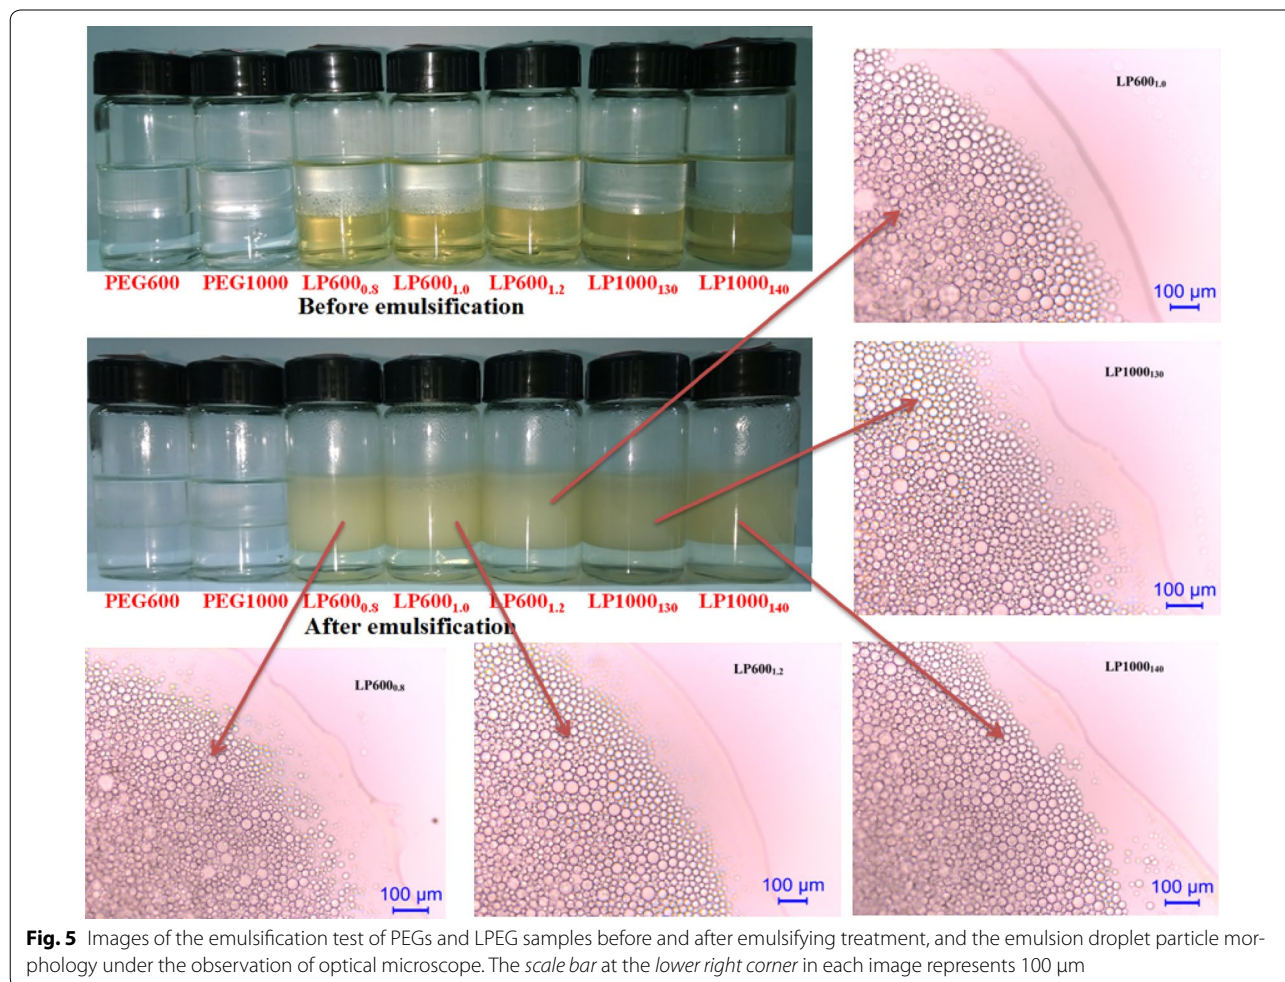 PEG600 PEG1000 LP600₀.₈ LP600₁.₀ LP600₁.₂ LP1000₁₃₀ LP1000₁₄₀
Before emulsification
LP600₁.₀
100 μm
PEG600 PEG1000 LP600₀.₈ LP600₁.₀ LP600₁.₂ LP1000₁₃₀ LP1000₁₄₀
After emulsification
LP1000₁₃₀
100 μm
LP600₀.₈
100 μm
LP600₁.₂
100 μm
LP1000₁₄₀
100 μm
Fig. 5 Images of the emulsification test of PEGs and LPEG samples before and after emulsifying treatment, and the emulsion droplet particle mor-
phology under the observation of optical microscope. The scale bar at the lower right corner in each image represents 100 μm